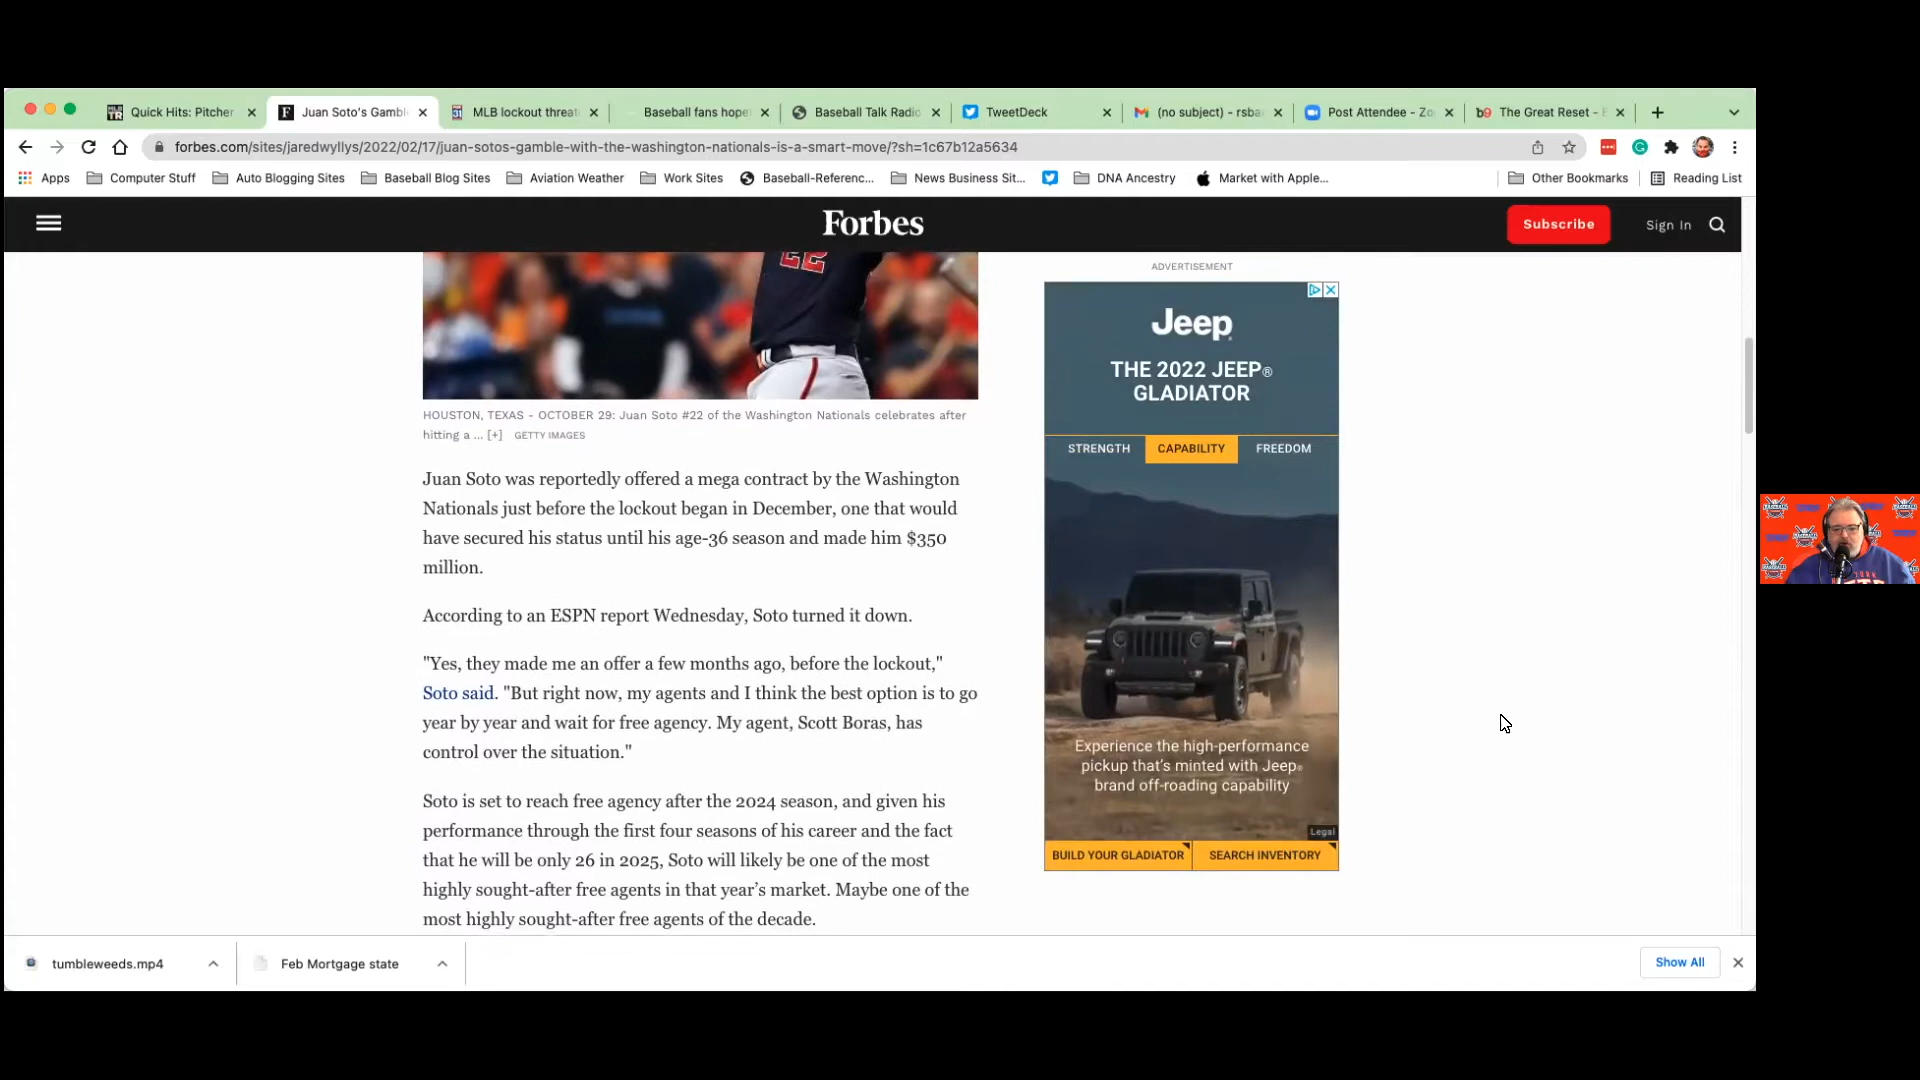 Quick Hits: Pitcher
Juan Soto's Gambl
MLB lockout threat
Baseball fans hope
Baseball Talk Radio
TweetDeck
(no subject) - rsba
Post Attendee - Zo
b9 The Great Reset - E
forbes.com/sites/jaredwyllys/2022/02/17/juan-sotos-gamble-with-the-washington-nationals-is-a-smart-move/?sh=1c67b12a5634
Apps
Computer Stuff
Auto Blogging Sites
Baseball Blog Sites
Aviation Weather
Work Sites
Baseball-Referenc...
News Business Sit...
DNA Ancestry
Market with Apple...
Other Bookmarks
Reading List
Forbes
Subscribe
Sign In
22
HOUSTON, TEXAS - OCTOBER 29: Juan Soto #22 of the Washington Nationals celebrates after
hitting a ... [+] GETTY IMAGES
Juan Soto was reportedly offered a mega contract by the Washington
Nationals just before the lockout began in December, one that would
have secured his status until his age-36 season and made him $350
million.
According to an ESPN report Wednesday, Soto turned it down.
"Yes, they made me an offer a few months ago, before the lockout,"
Soto said. "But right now, my agents and I think the best option is to go
year by year and wait for free agency. My agent, Scott Boras, has
control over the situation."
Soto is set to reach free agency after the 2024 season, and given his
performance through the first four seasons of his career and the fact
that he will be only 26 in 2025, Soto will likely be one of the most
highly sought-after free agents in that year's market. Maybe one of the
most highly sought-after free agents of the decade.
ADVERTISEMENT
Jeep
THE 2022 JEEP®
GLADIATOR
STRENGTH
CAPABILITY
FREEDOM
Experience the high-performance
pickup that's minted with Jeep®
brand off-roading capability
Legal
BUILD YOUR GLADIATOR
SEARCH INVENTORY
tumbleweeds.mp4
Feb Mortgage state
Show All